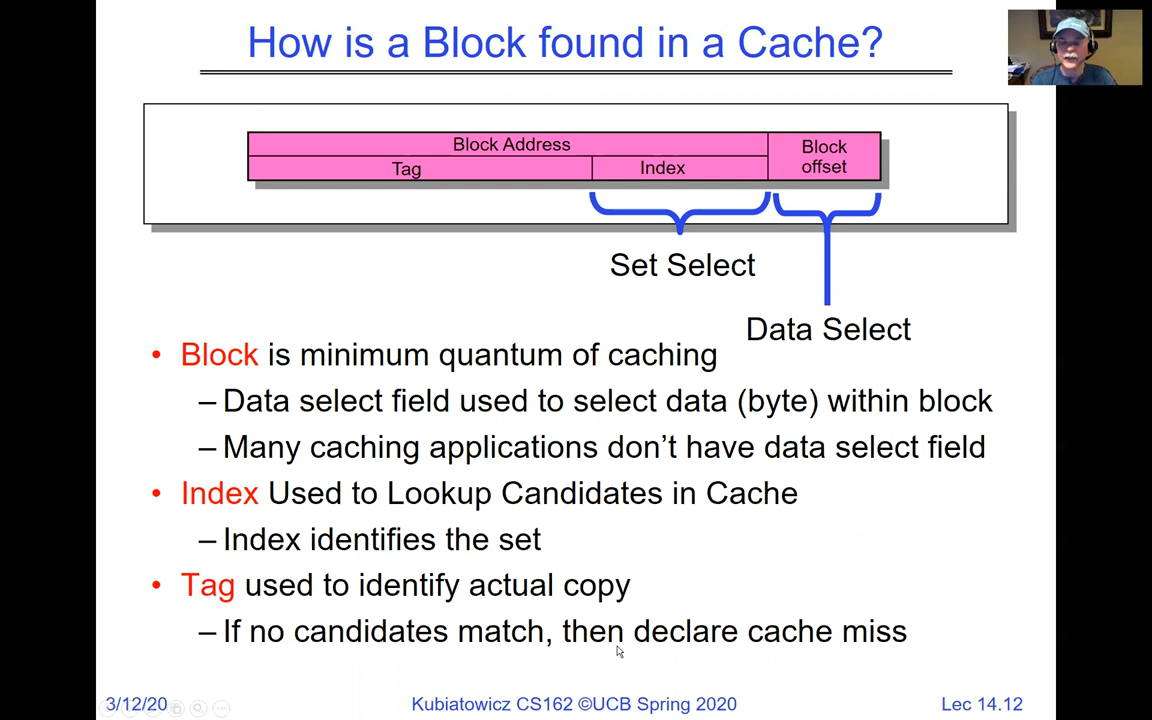 How is a Block found in a Cache?
Block Address
Block
offset
Tag
Index
Set Select
Data Select
• Block is minimum quantum of caching
– Data select field used to select data (byte) within block
– Many caching applications don’t have data select field
• Index Used to Lookup Candidates in Cache
– Index identifies the set
• Tag used to identify actual copy
– If no candidates match, then declare cache miss
3/12/20
Kubiatowicz CS162 ©UCB Spring 2020
Lec 14.12